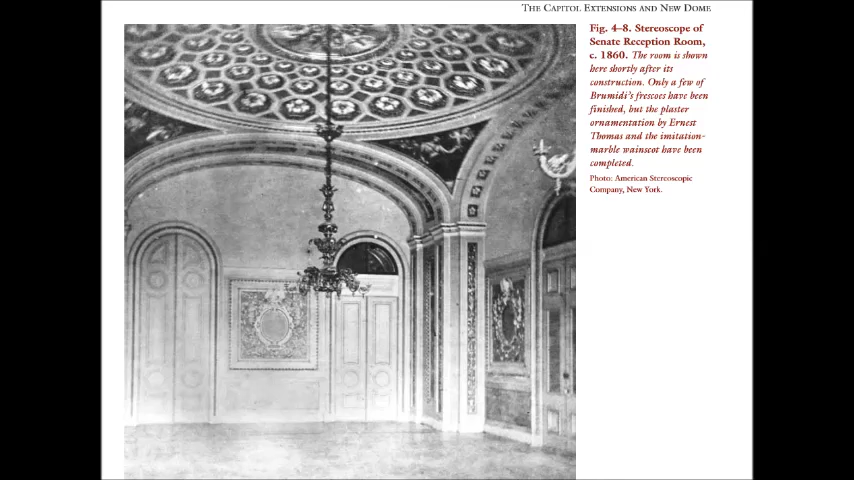 The Capitol Extensions and New Dome
Fig. 4–8. Stereoscope of
Senate Reception Room,
c. 1860. The room is shown
here shortly after its
construction. Only a few of
Brumidi's frescoes have been
finished, but the plaster
ornamentation by Ernest
Thomas and the imitation-
marble wainscot have been
completed.
Photo: American Stereoscopic
Company, New York.